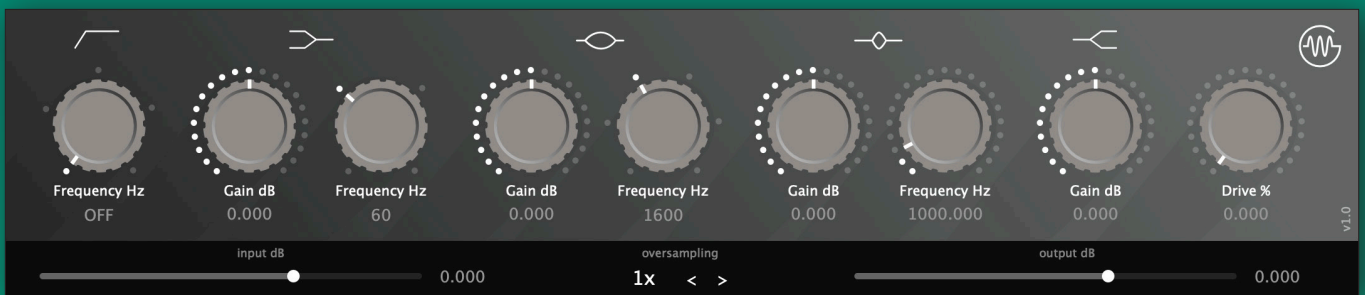 Frequency Hz Gain dB Frequency Hz Gain dB Frequency Hz Gain dB Frequency Hz Gain dB Drive %
OFF 0.000 60 0.000 1600 0.000 1000.000 0.000 0.000
v1.0
input dB oversampling output dB
0.000 1x < > 0.000